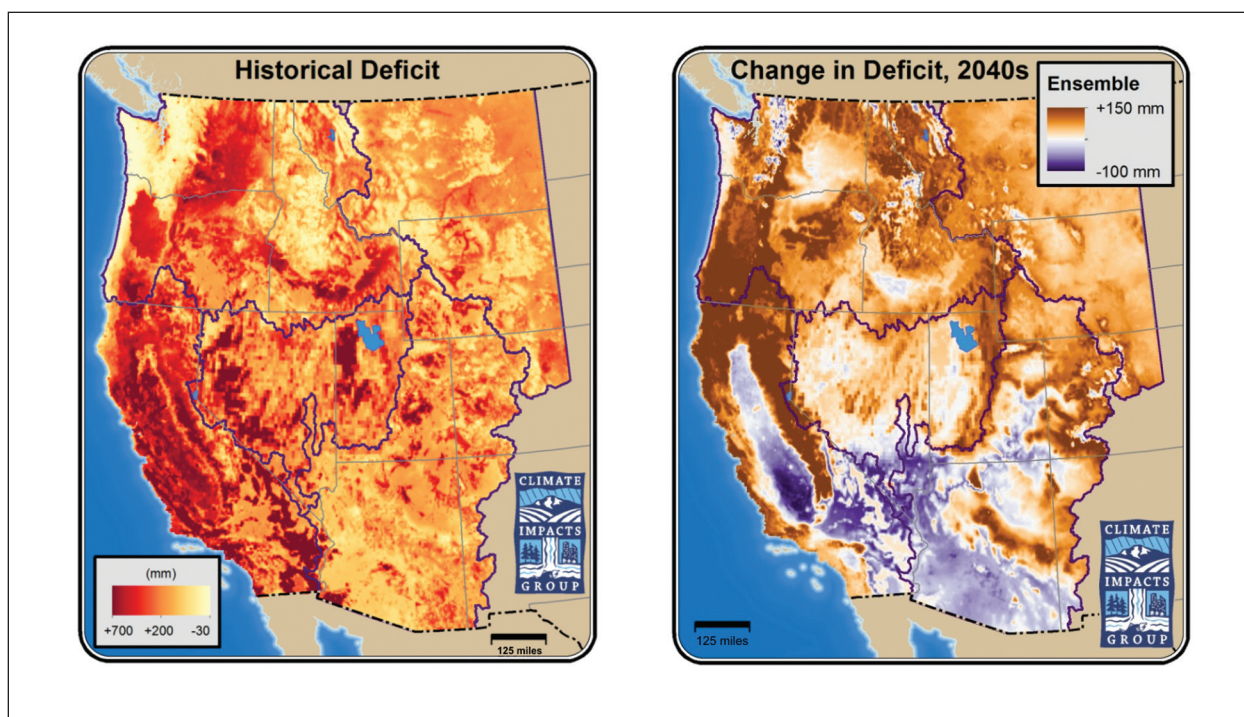 Historical Deficit
(mm)
+700 +200 -30
125 miles
CLIMATE
IMPACTS
GROUP
Change in Deficit, 2040s
Ensemble
+150 mm
-100 mm
125 miles
CLIMATE
IMPACTS
GROUP